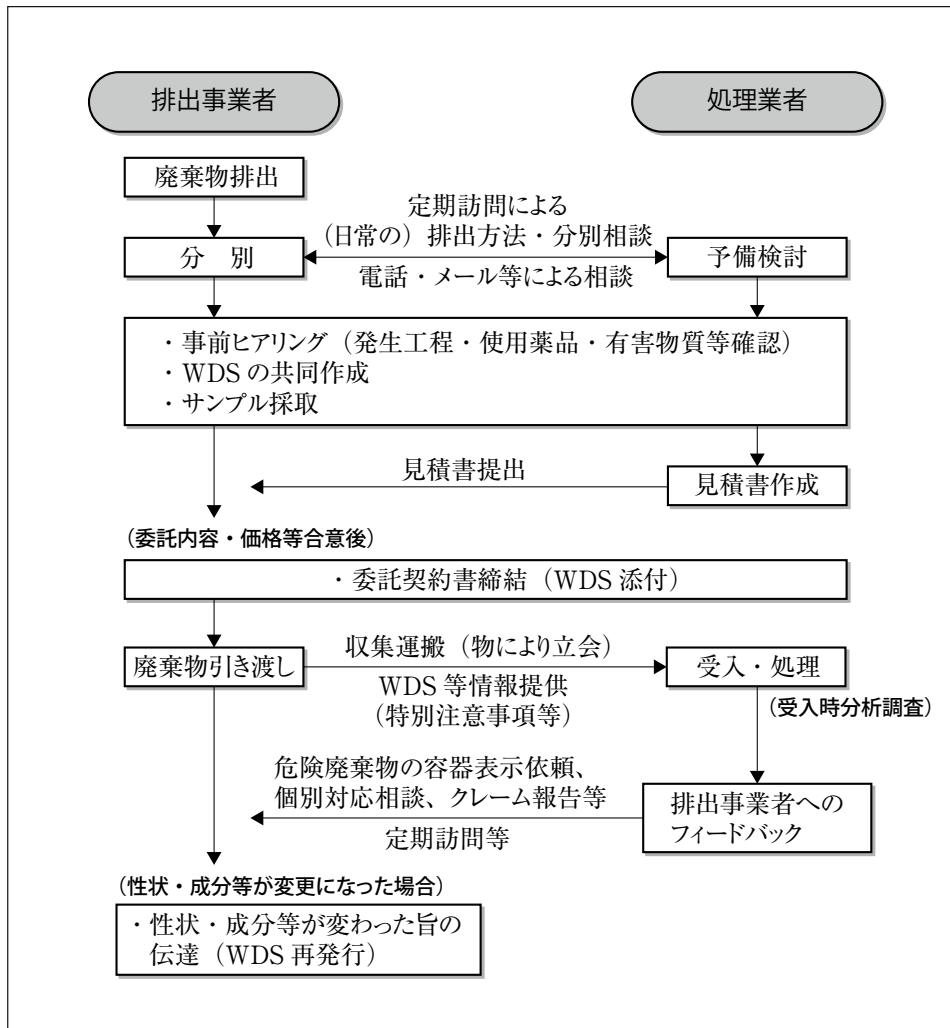 排出事業者
処理業者
廃棄物排出
定期訪問による
(日常の) 排出方法・分別相談
分 別
予備検討
電話・メール等による相談
・事前ヒアリング(発生工程・使用薬品・有害物質等確認)
・WDS の共同作成
・サンプル採取
見積書提出
見積書作成
(委託内容・価格等合意後)
・委託契約書締結(WDS 添付)
収集運搬(物により立会)
廃棄物引き渡し
受入・処理
WDS 等情報提供
(特別注意事項等)
(受入時分析調査)
危険廃棄物の容器表示依頼、
個別対応相談、クレーム報告等
排出事業者への
フィードバック
定期訪問等
(性状・成分等が変更になった場合)
・性状・成分等が変わった旨の
伝達(WDS 再発行)